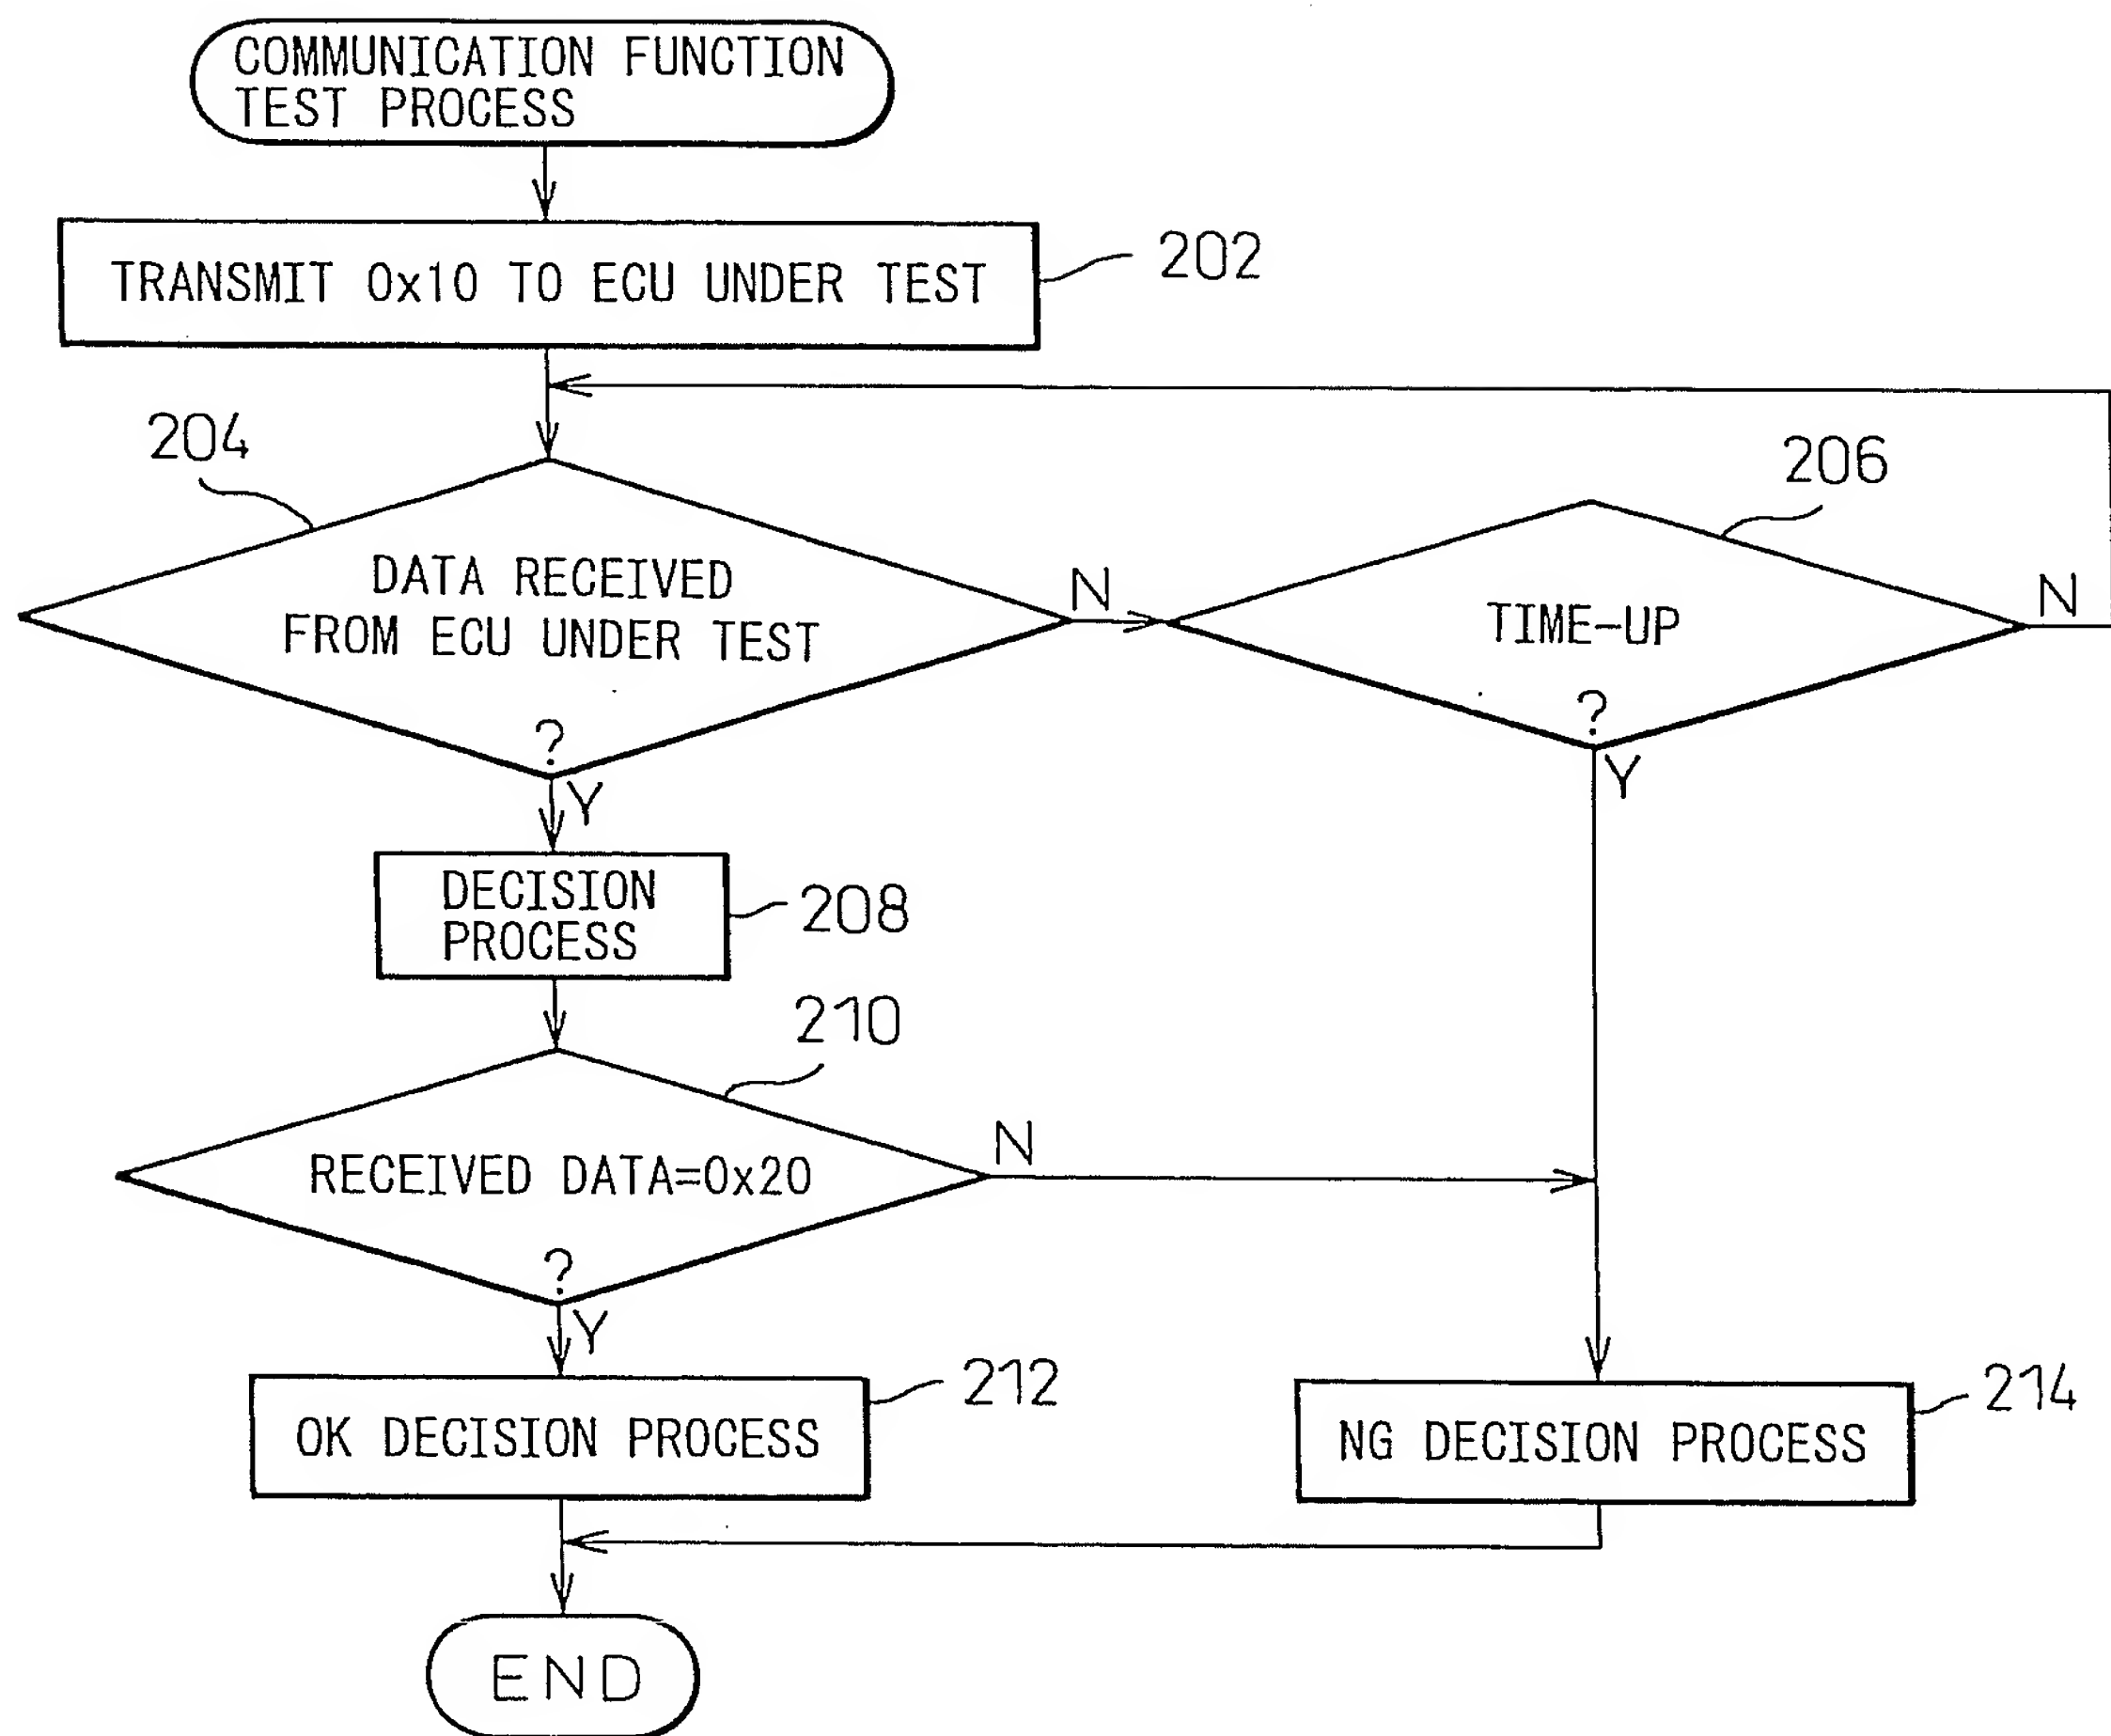 COMMUNICATION FUNCTION
TEST PROCESS
TRANSMIT 0x10 TO ECU UNDER TEST
202
204
206
DATA RECEIVED
FROM ECU UNDER TEST
?
N
TIME-UP
?
N
Y
Y
DECISION
PROCESS
208
210
RECEIVED DATA=0x20
?
N
Y
OK DECISION PROCESS
212
NG DECISION PROCESS
214
END